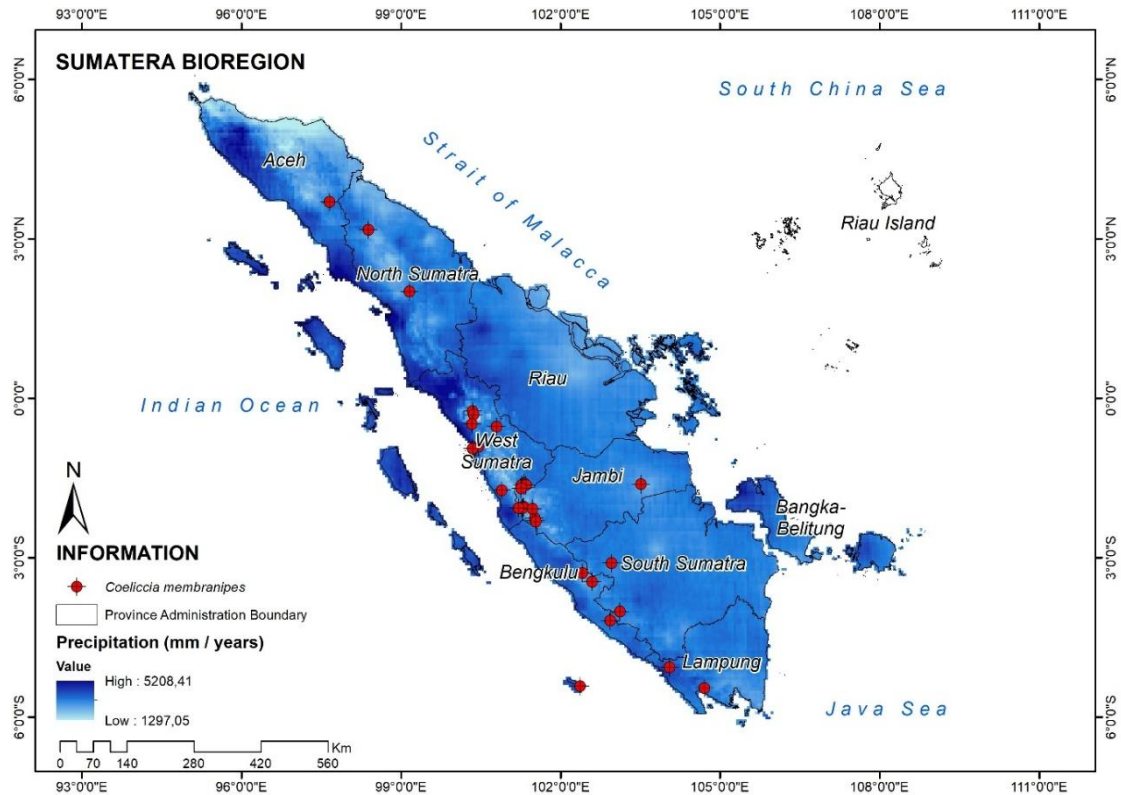 93°0'0"E 96°0'0"E 99°0'0"E 102°0'0"E 105°0'0"E 108°0'0"E 111°0'0"E
SUMATERA BIOREGION
6°0'0"N
6°0'0"N
South China Sea
Strait of Malacca
Aceh
Riau Island
3°0'0"N
3°0'0"N
North Sumatra
Riau
Indian Ocean
0°0'0"
0°0'0"
West
Sumatra
Jambi
N
Bangka-
Belitung
INFORMATION
3°0'0"S
3°0'0"S
South Sumatra
Bengkulu
Coeliccia membranipes
Province Administration Boundary
Precipitation (mm / years)
Value
High : 5208,41
Low : 1297,05
Lampung
Java Sea
6°0'0"S
6°0'0"S
Km
0 70 140 280 420 560
93°0'0"E 96°0'0"E 99°0'0"E 102°0'0"E 105°0'0"E 108°0'0"E 111°0'0"E